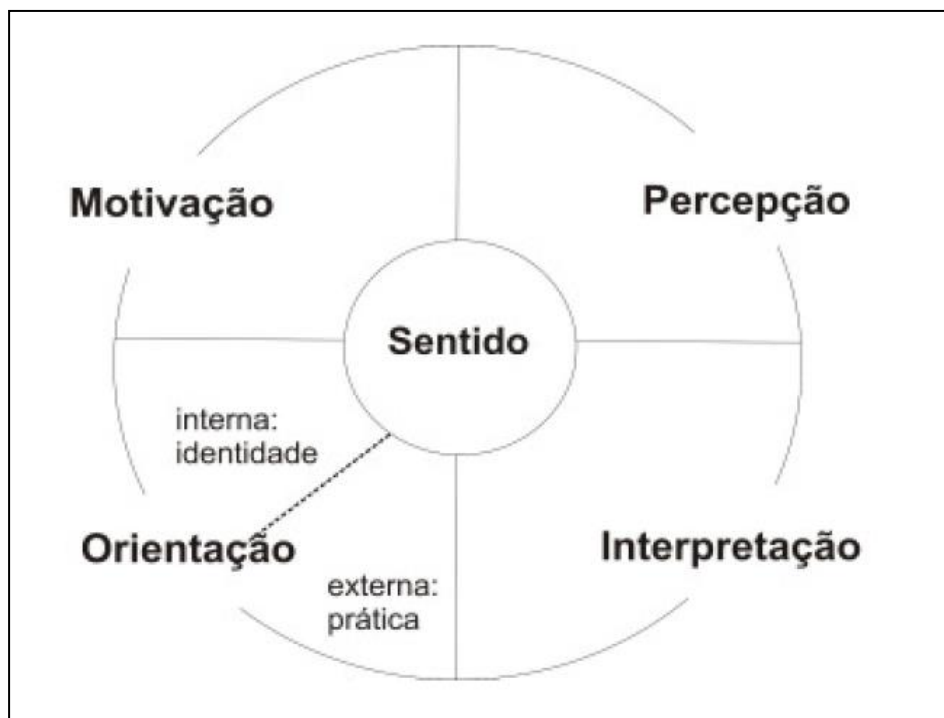 Motivação
Percepção
Sentido
interna:
identidade
Orientação
Interpretação
externa:
prática